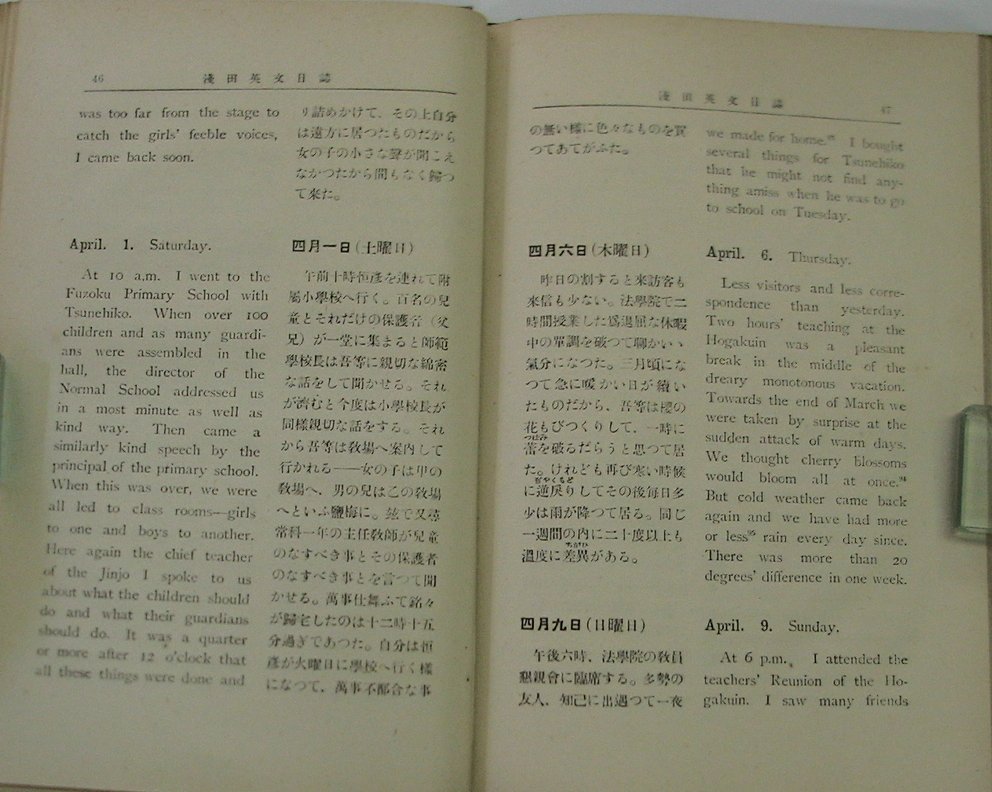 46
淺田英文日誌
was too far from the stage to
catch the girls' feeble voices,
I came back soon.
り詰めかけて、その上自分
は遠方に居つたものだから
女の子の小さな聲が聞こえ
なかつたから間もなく歸つ
て來た。
April. 1. Saturday.
At 10 a.m. I went to the
Fuzoku Primary School with
Tsunehiko. When over 100
children and as many guardi-
ans were assembled in the
hall, the director of the
Normal School addressed us
in a most minute as well as
kind way. Then came a
similarly kind speech by the
principal of the primary school.
When this was over, we were
all led to class rooms—girls
to one and boys to another.
Here again the chief teacher
of the Jinjo I spoke to us
about what the children should
do and what their guardians
should do. It was a quarter
or more after 12 o'clock that
all these things were done and
四月一日(土曜日)
午前十時恒彦を連れて附
屬小學校へ行く。百名の兒
童とそれだけの保護者(父
兄)が一堂に集まると師範
學校長は吾等に親切な綿密
な話をして聞かせる。それ
が濟むと今度は小學校長が
同樣親切な話をする。それ
から吾等は敎場へ案內して
行かれる——女の子は甲の
敎場へ、男の兒はこの敎場
へといふ鹽梅に。玆で又尋
常科一年の主任敎師が兒童
のなすべき事とその保護者
のなすべき事とを言つて聞
かせる。萬事仕舞ふて銘々
が歸宅したのは十二時十五
分過ぎであつた。自分は恒
彦が火曜日に學校へ行く樣
になつて、萬事不都合な事
淺田英文日誌
47
の無い樣に色々なものを買
つてあてがふた。
we made for home. I bought
several things for Tsunehiko
that he might not find any-
thing amiss when he was to go
to school on Tuesday.
四月六日(木曜日)
昨日の割すると來訪客も
來信も少ない。法學院で二
時間授業した爲退屈な休暇
中の單調を破つて聊かいゝ
氣分になつた。三月頃にな
つて急に暖かい日が續い
たものだから、吾等は櫻の
花もびつくりして、一時に
蕾を破るだらうと思つて居
た。けれども再び寒い時候
に逆戾りしてその後每日多
少は雨が降つて居る。同じ
一週間の內に二十度以上も
溫度に差異がある。
April. 6. Thursday.
Less visitors and less corre-
spondence than yesterday.
Two hours' teaching at the
Hogakuin was a pleasant
break in the middle of the
dreary monotonous vacation.
Towards the end of March we
were taken by surprise at the
sudden attack of warm days.
We thought cherry blossoms
would bloom all at once.
But cold weather came back
again and we have had more
or less rain every day since.
There was more than 20
degrees' difference in one week.
四月九日(日曜日)
午後六時、法學院の敎員
懇親會に臨席する。多勢の
友人、知己に出遇つて一夜
April. 9. Sunday.
At 6 p.m. I attended the
teachers' Reunion of the Ho-
gakuin. I saw many friends